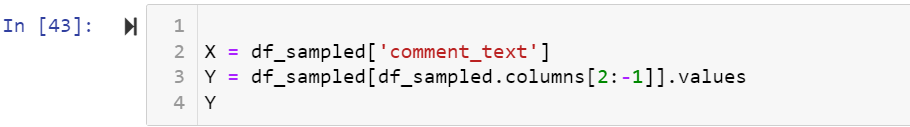 In [43]:
1
2 X = df_sampled['comment_text']
3 Y = df_sampled[df_sampled.columns[2:-1]].values
4 Y